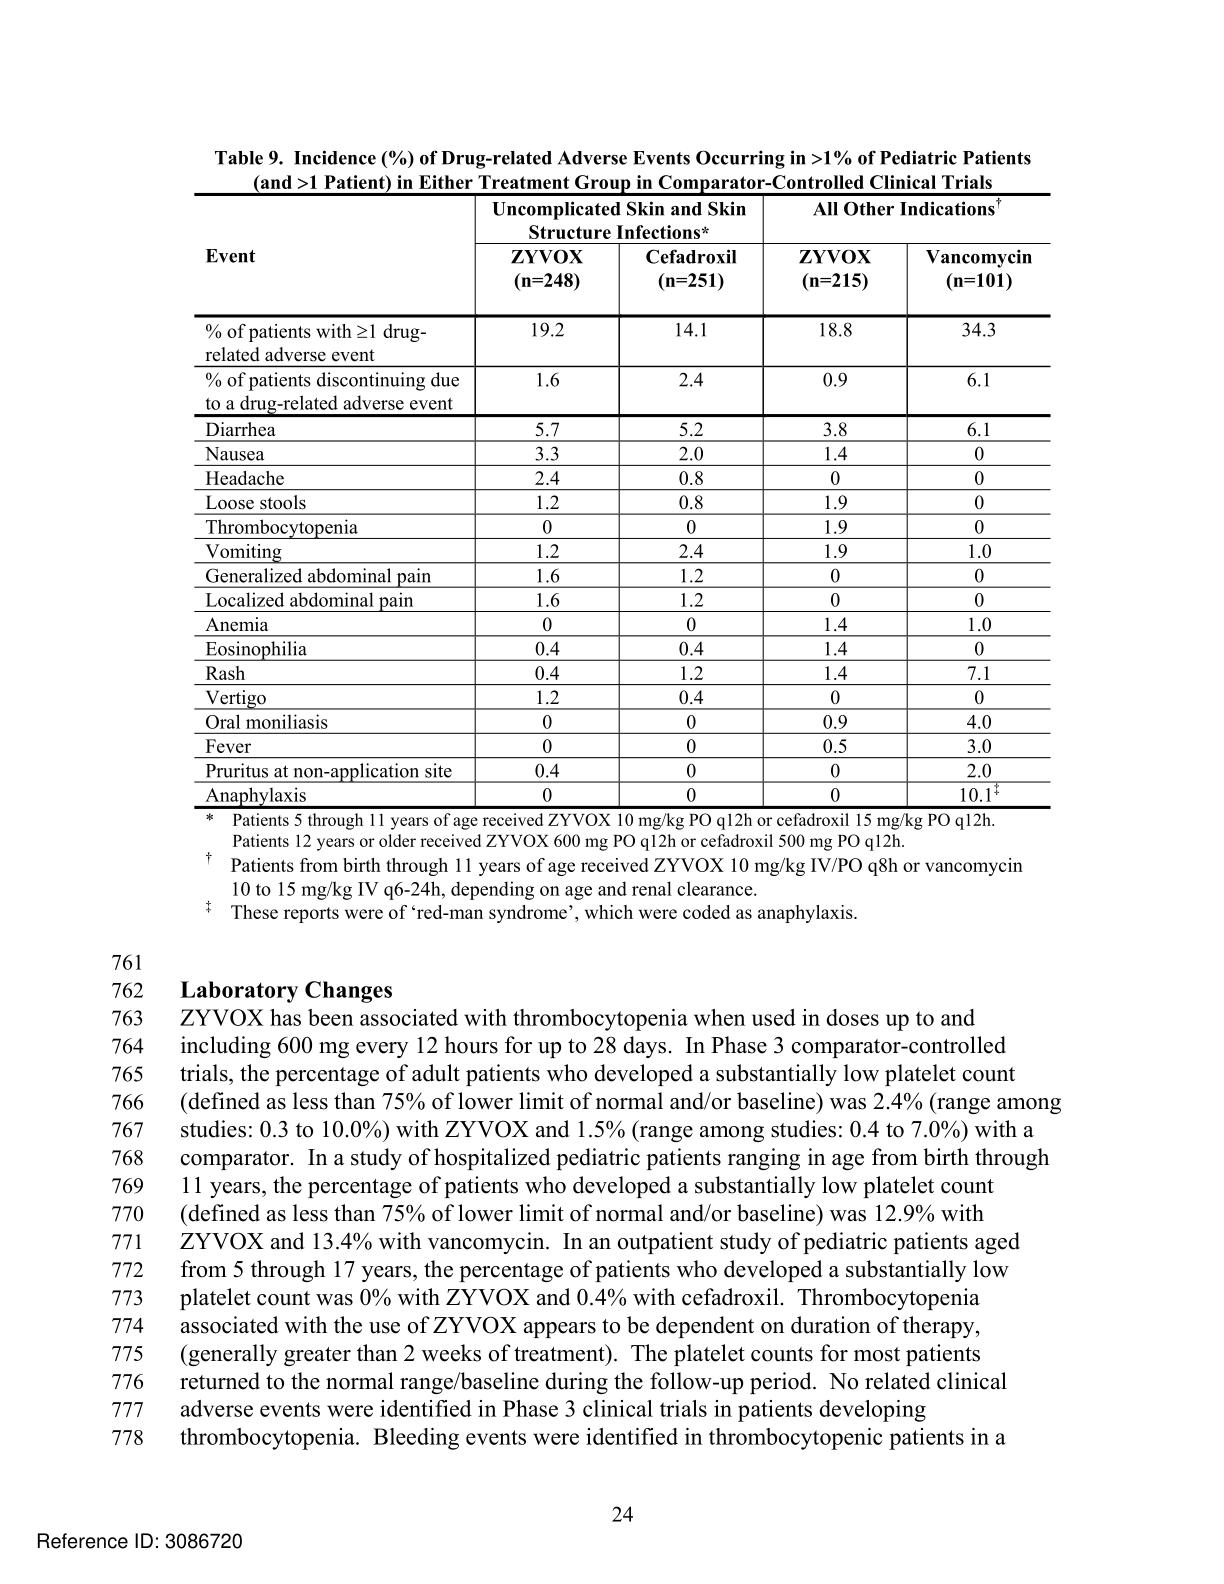 Table 9.  Incidence (%) of Drug-related Adverse Events Occurring in >1% of Pediatric Patients
(and >1 Patient) in Either Treatment Group in Comparator-Controlled Clinical Trials
Event
Uncomplicated Skin and Skin
Structure Infections*
All Other Indications†
ZYVOX
(n=248)
Cefadroxil
(n=251)
ZYVOX
(n=215)
Vancomycin
(n=101)
% of patients with ≥1 drug-
related adverse event 19.2 14.1 18.8 34.3
% of patients discontinuing due
to a drug-related adverse event 1.6 2.4 0.9 6.1
Diarrhea 5.7 5.2 3.8 6.1
Nausea 3.3 2.0 1.4 0
Headache 2.4 0.8 0 0
Loose stools 1.2 0.8 1.9 0
Thrombocytopenia 0 0 1.9 0
Vomiting 1.2 2.4 1.9 1.0
Generalized abdominal pain 1.6 1.2 0 0
Localized abdominal pain 1.6 1.2 0 0
Anemia 0 0 1.4 1.0
Eosinophilia 0.4 0.4 1.4 0
Rash 0.4 1.2 1.4 7.1
Vertigo 1.2 0.4 0 0
Oral moniliasis 0 0 0.9 4.0
Fever 0 0 0.5 3.0
Pruritus at non-application site 0.4 0 0 2.0
Anaphylaxis 0 0 0 10.1‡
* Patients 5 through 11 years of age received ZYVOX 10 mg/kg PO q12h or cefadroxil 15 mg/kg PO q12h.
Patients 12 years or older received ZYVOX 600 mg PO q12h or cefadroxil 500 mg PO q12h.
† Patients from birth through 11 years of age received ZYVOX 10 mg/kg IV/PO q8h or vancomycin
10 to 15 mg/kg IV q6-24h, depending on age and renal clearance.
‡ These reports were of ‘red-man syndrome’, which were coded as anaphylaxis.
761
762 Laboratory Changes
763 ZYVOX has been associated with thrombocytopenia when used in doses up to and
764 including 600 mg every 12 hours for up to 28 days.  In Phase 3 comparator-controlled
765 trials, the percentage of adult patients who developed a substantially low platelet count
766 (defined as less than 75% of lower limit of normal and/or baseline) was 2.4% (range among
767 studies: 0.3 to 10.0%) with ZYVOX and 1.5% (range among studies: 0.4 to 7.0%) with a
768 comparator.  In a study of hospitalized pediatric patients ranging in age from birth through
769 11 years, the percentage of patients who developed a substantially low platelet count
770 (defined as less than 75% of lower limit of normal and/or baseline) was 12.9% with
771 ZYVOX and 13.4% with vancomycin.  In an outpatient study of pediatric patients aged
772 from 5 through 17 years, the percentage of patients who developed a substantially low
773 platelet count was 0% with ZYVOX and 0.4% with cefadroxil.  Thrombocytopenia
774 associated with the use of ZYVOX appears to be dependent on duration of therapy,
775 (generally greater than 2 weeks of treatment).  The platelet counts for most patients
776 returned to the normal range/baseline during the follow-up period.  No related clinical
777 adverse events were identified in Phase 3 clinical trials in patients developing
778 thrombocytopenia.  Bleeding events were identified in thrombocytopenic patients in a
24
Reference ID: 3086720